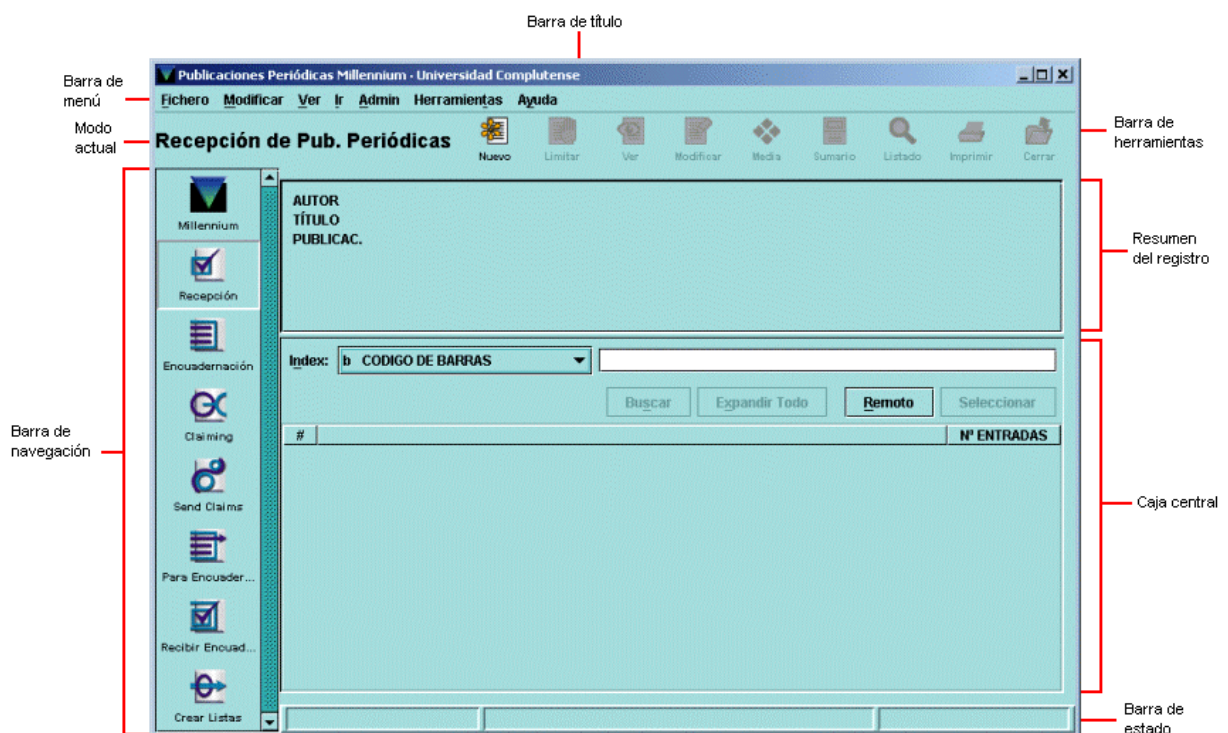 Barra de título
Barra de
menú
Modo
actual
Barra de
navegación
Publicaciones Periódicas Millennium - Universidad Complutense
Fichero Modificar Ver Ir Admin Herramientas Ayuda
Recepción de Pub. Periódicas
Nuevo Limitar Ver Modificar Media Sumario Listado Imprimir Cerrar
Barra de
herramientas
Millennium
Recepción
Encuadernación
Claiming
Send Claims
Para Encuader...
Recibir Encuad...
Crear Listas
AUTOR
TÍTULO
PUBLICAC.
Resumen
del registro
Index: b CODIGO DE BARRAS
Buscar Expandir Todo Remoto Seleccionar
# Nº ENTRADAS
Caja central
Barra de
estado